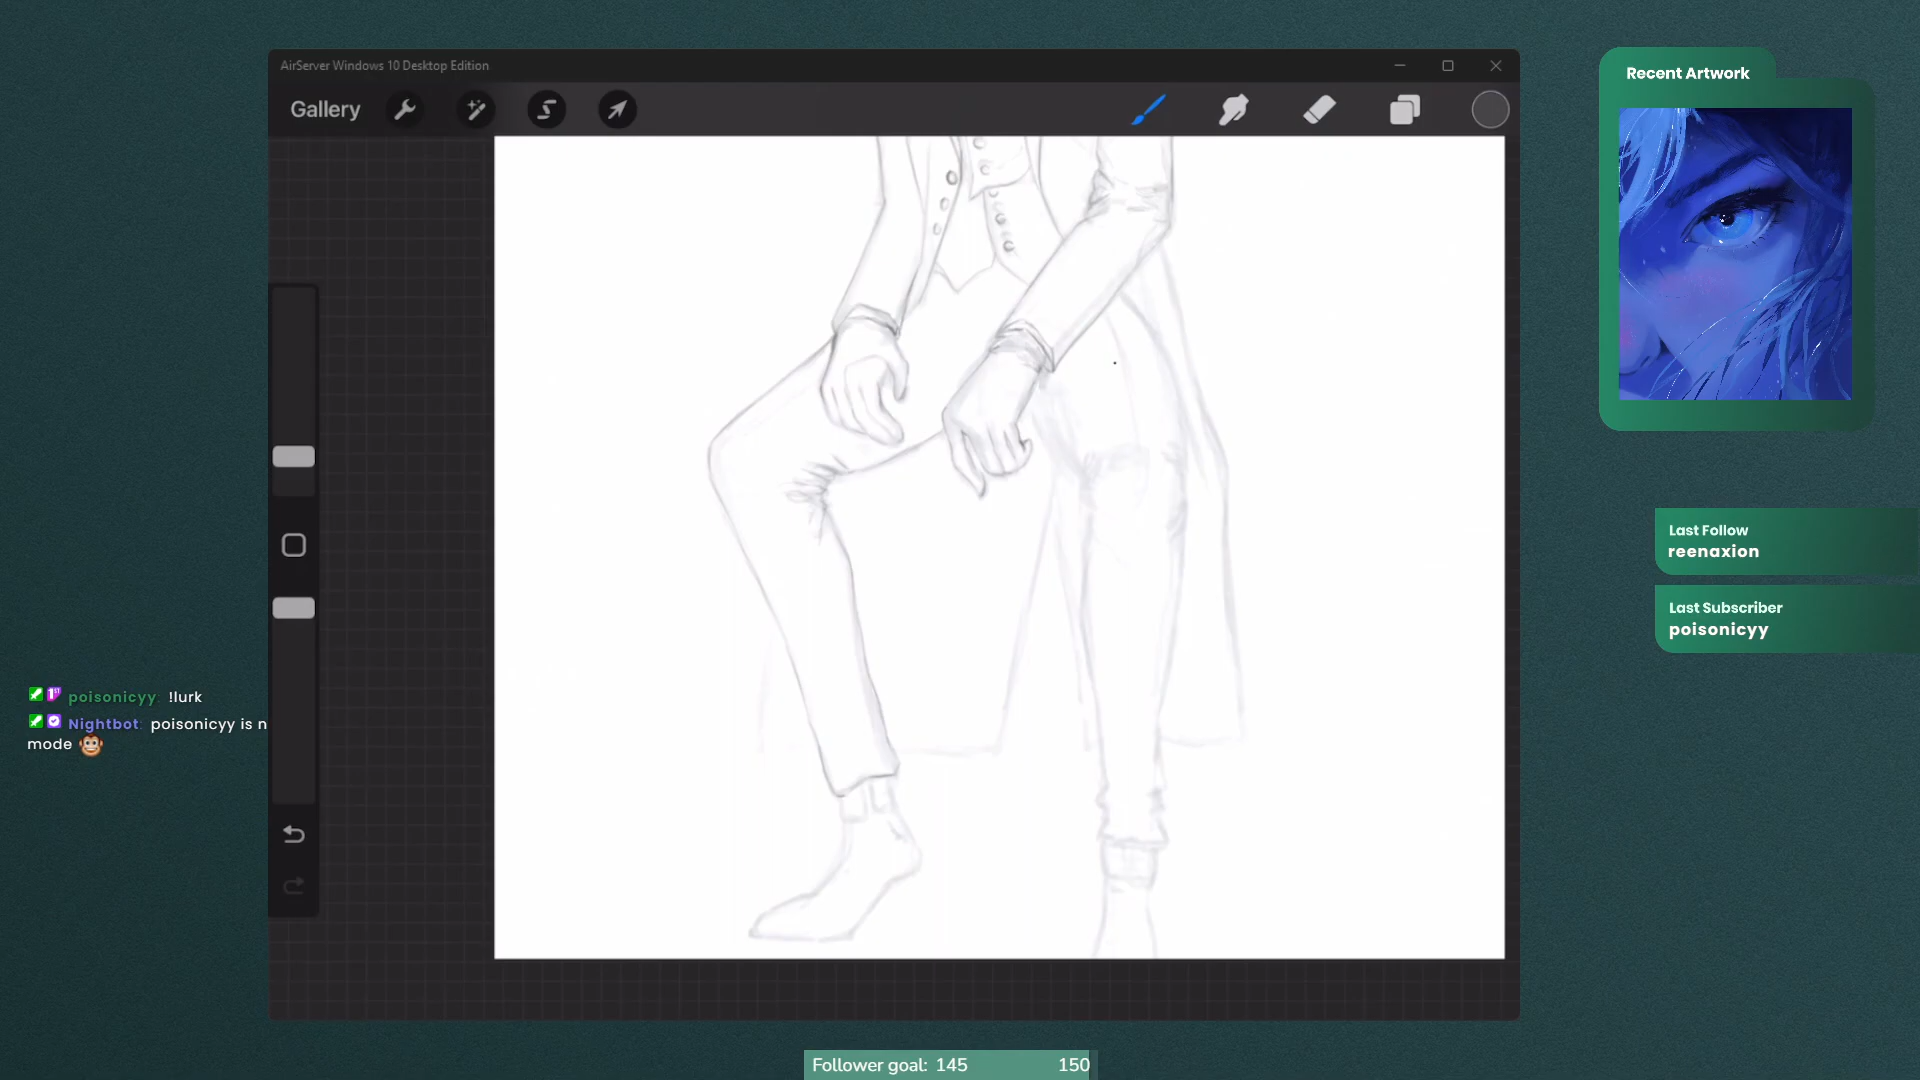 AirServer Windows 10 Desktop Edition
Gallery
Recent Artwork
Last Follow
reenaxion
Last Subscriber
poisonicyy
poisonicyy: !lurk
Nightbot: poisonicyy is n
mode
Follower goal: 145 150